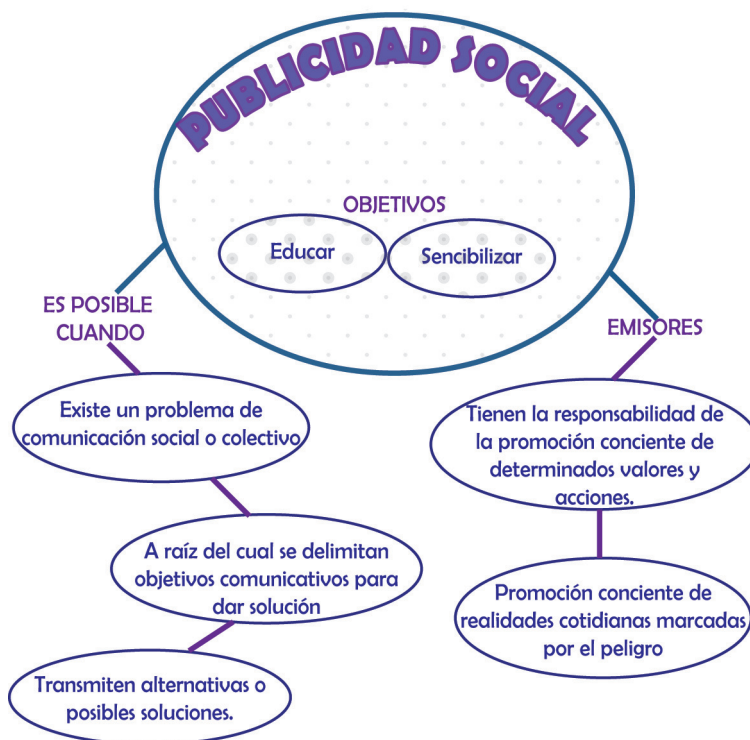 PUBLICIDAD SOCIAL
OBJETIVOS
Educar
Sencibilizar
ES POSIBLE
CUANDO
Existe un problema de
comunicación social o colectivo
A raíz del cual se delimitan
objetivos comunicativos para
dar solución
Transmiten alternativas o
posibles soluciones.
EMISORES
Tienen la responsabilidad de
la promoción conciente de
determinados valores y
acciones.
Promoción conciente de
realidades cotidianas marcadas
por el peligro